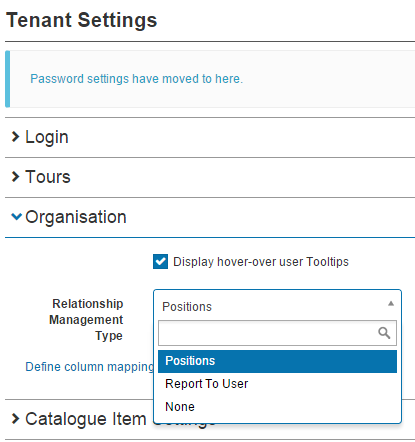 Tenant Settings
Password settings have moved to here.
Login
Tours
Organisation
Display hover-over user Tooltips
Relationship
Management
Type
Positions
Positions
Define column mapping
Report To User
None
Catalogue Item Settings